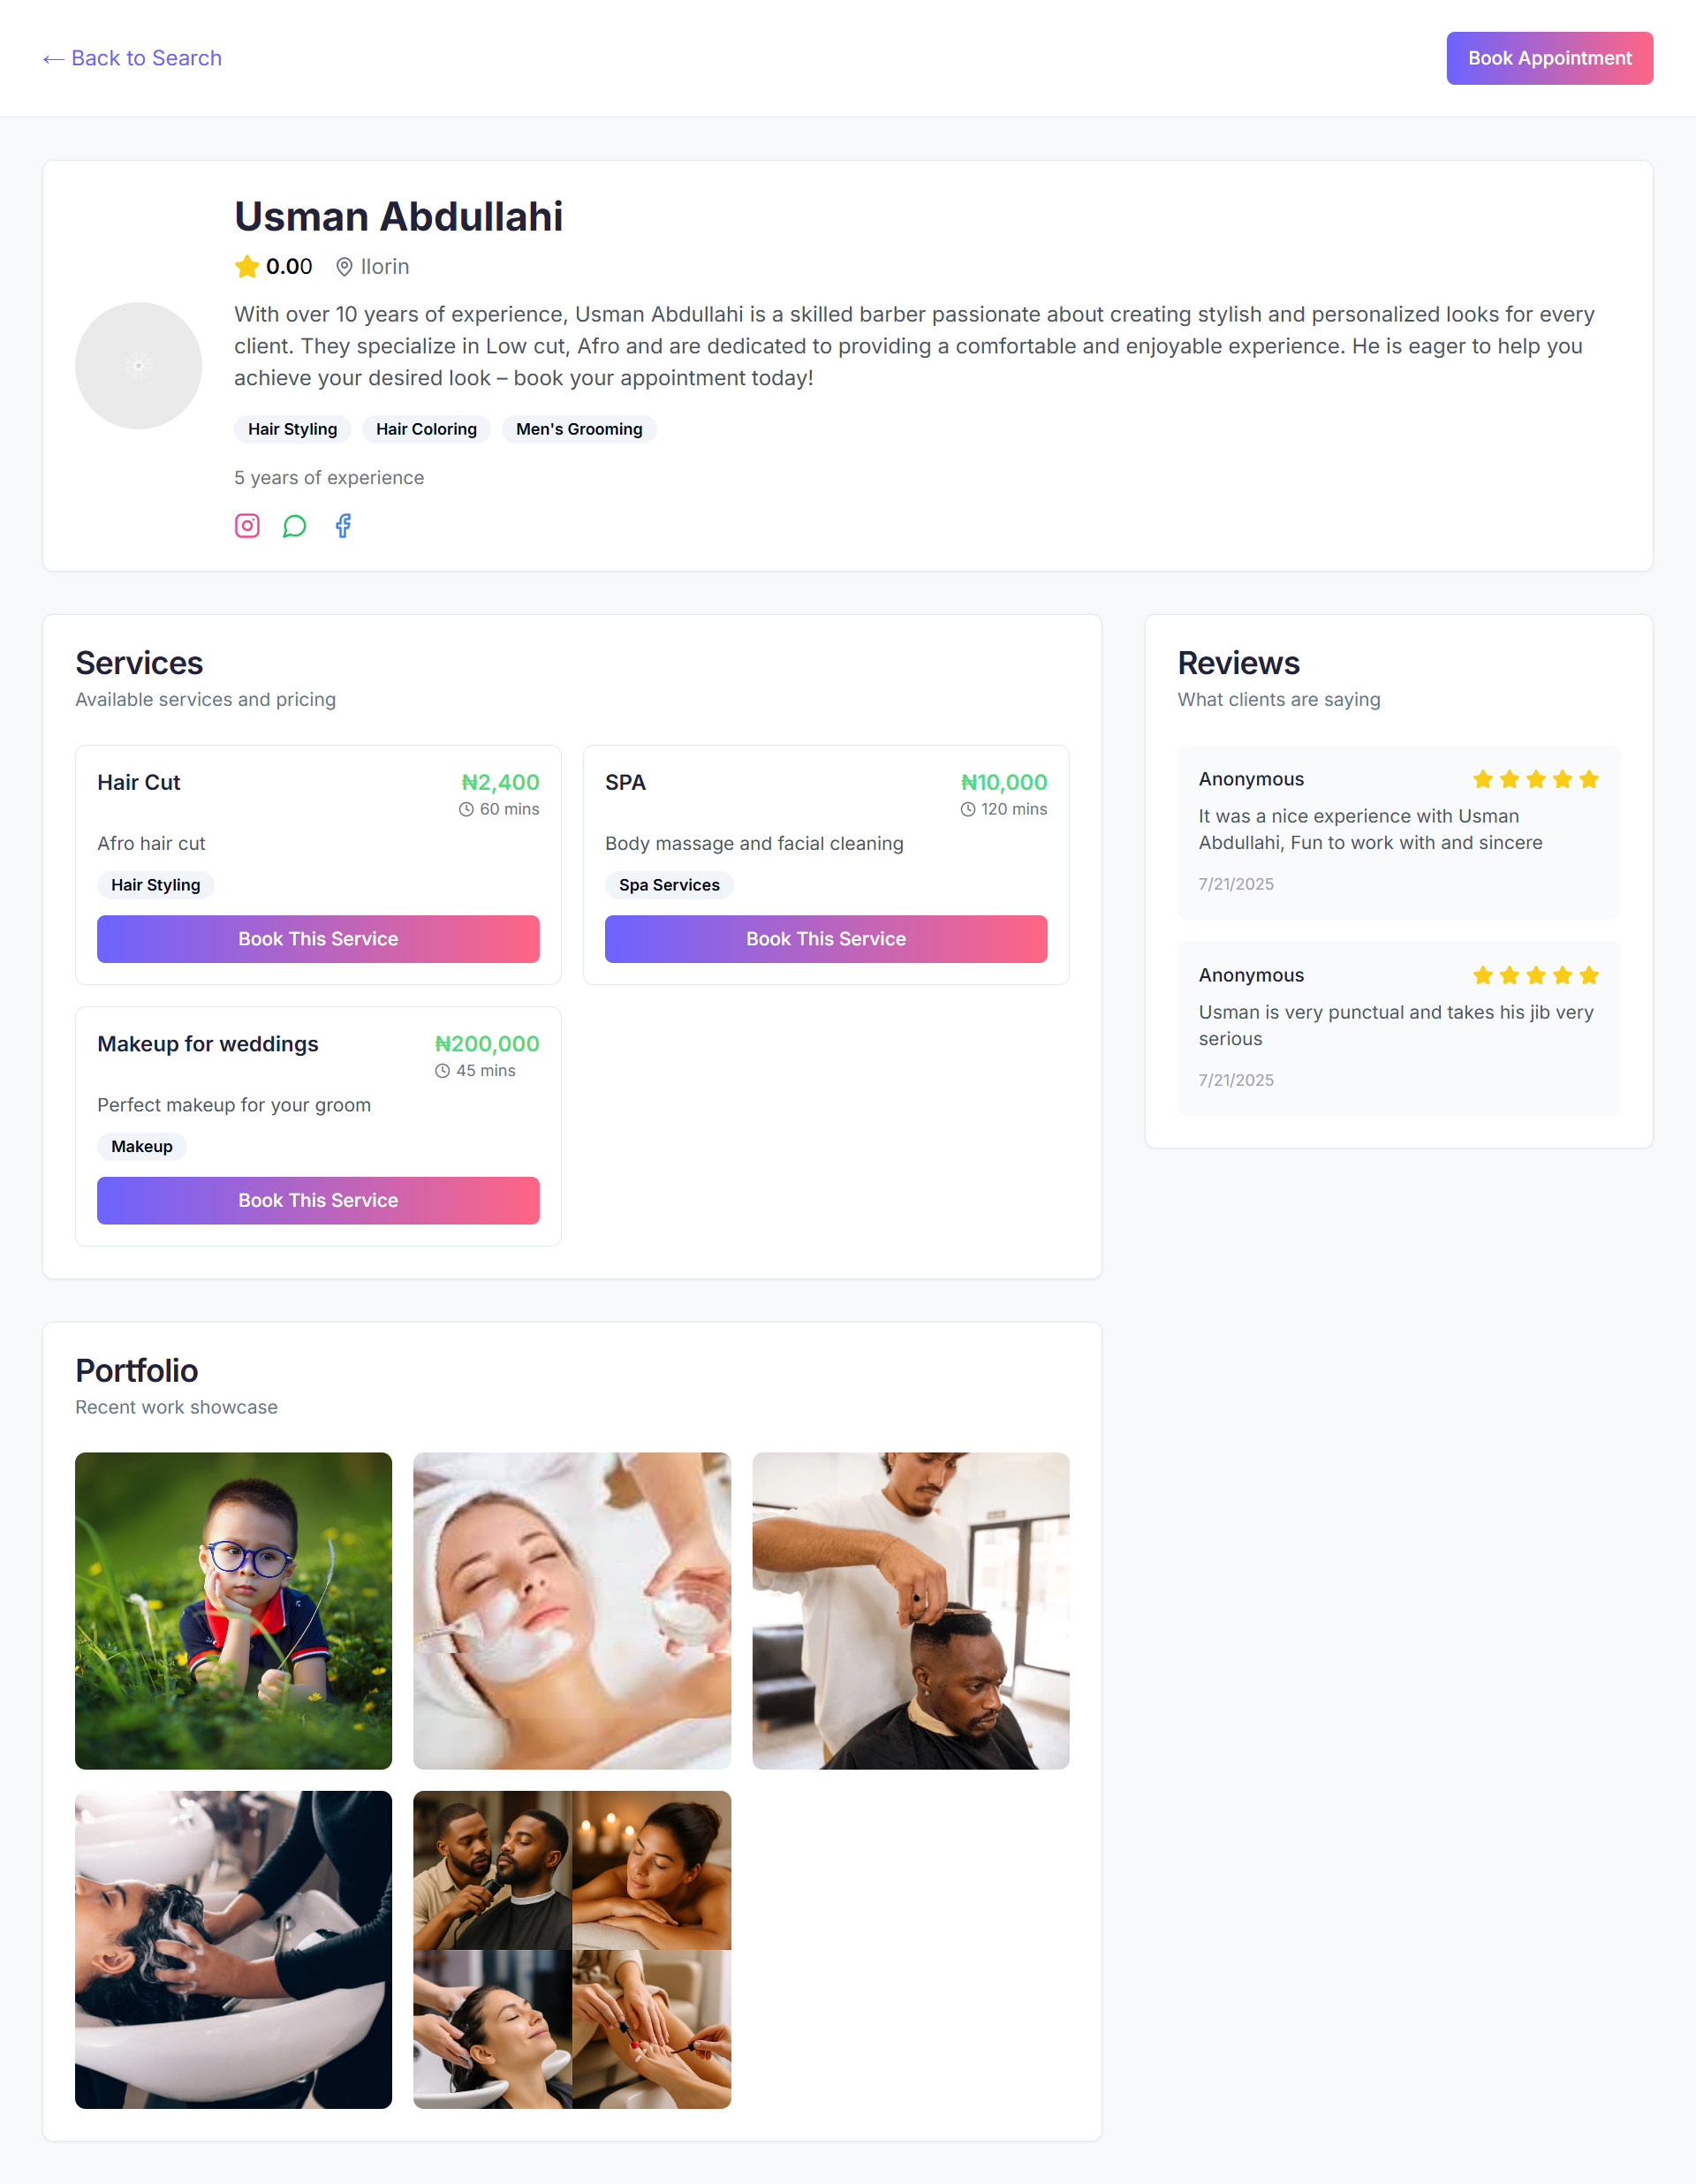 ← Back to Search
Book Appointment
Usman Abdullahi
0.00
Ilorin
With over 10 years of experience, Usman Abdullahi is a skilled barber passionate about creating stylish and personalized looks for every
client. They specialize in Low cut, Afro and are dedicated to providing a comfortable and enjoyable experience. He is eager to help you
achieve your desired look – book your appointment today!
Hair Styling
Hair Coloring
Men's Grooming
5 years of experience
Services
Available services and pricing
Hair Cut
₦2,400
60 mins
Afro hair cut
Hair Styling
Book This Service
SPA
₦10,000
120 mins
Body massage and facial cleaning
Spa Services
Book This Service
Makeup for weddings
₦200,000
45 mins
Perfect makeup for your groom
Makeup
Book This Service
Reviews
What clients are saying
Anonymous
It was a nice experience with Usman
Abdullahi, Fun to work with and sincere
7/21/2025
Anonymous
Usman is very punctual and takes his jib very
serious
7/21/2025
Portfolio
Recent work showcase